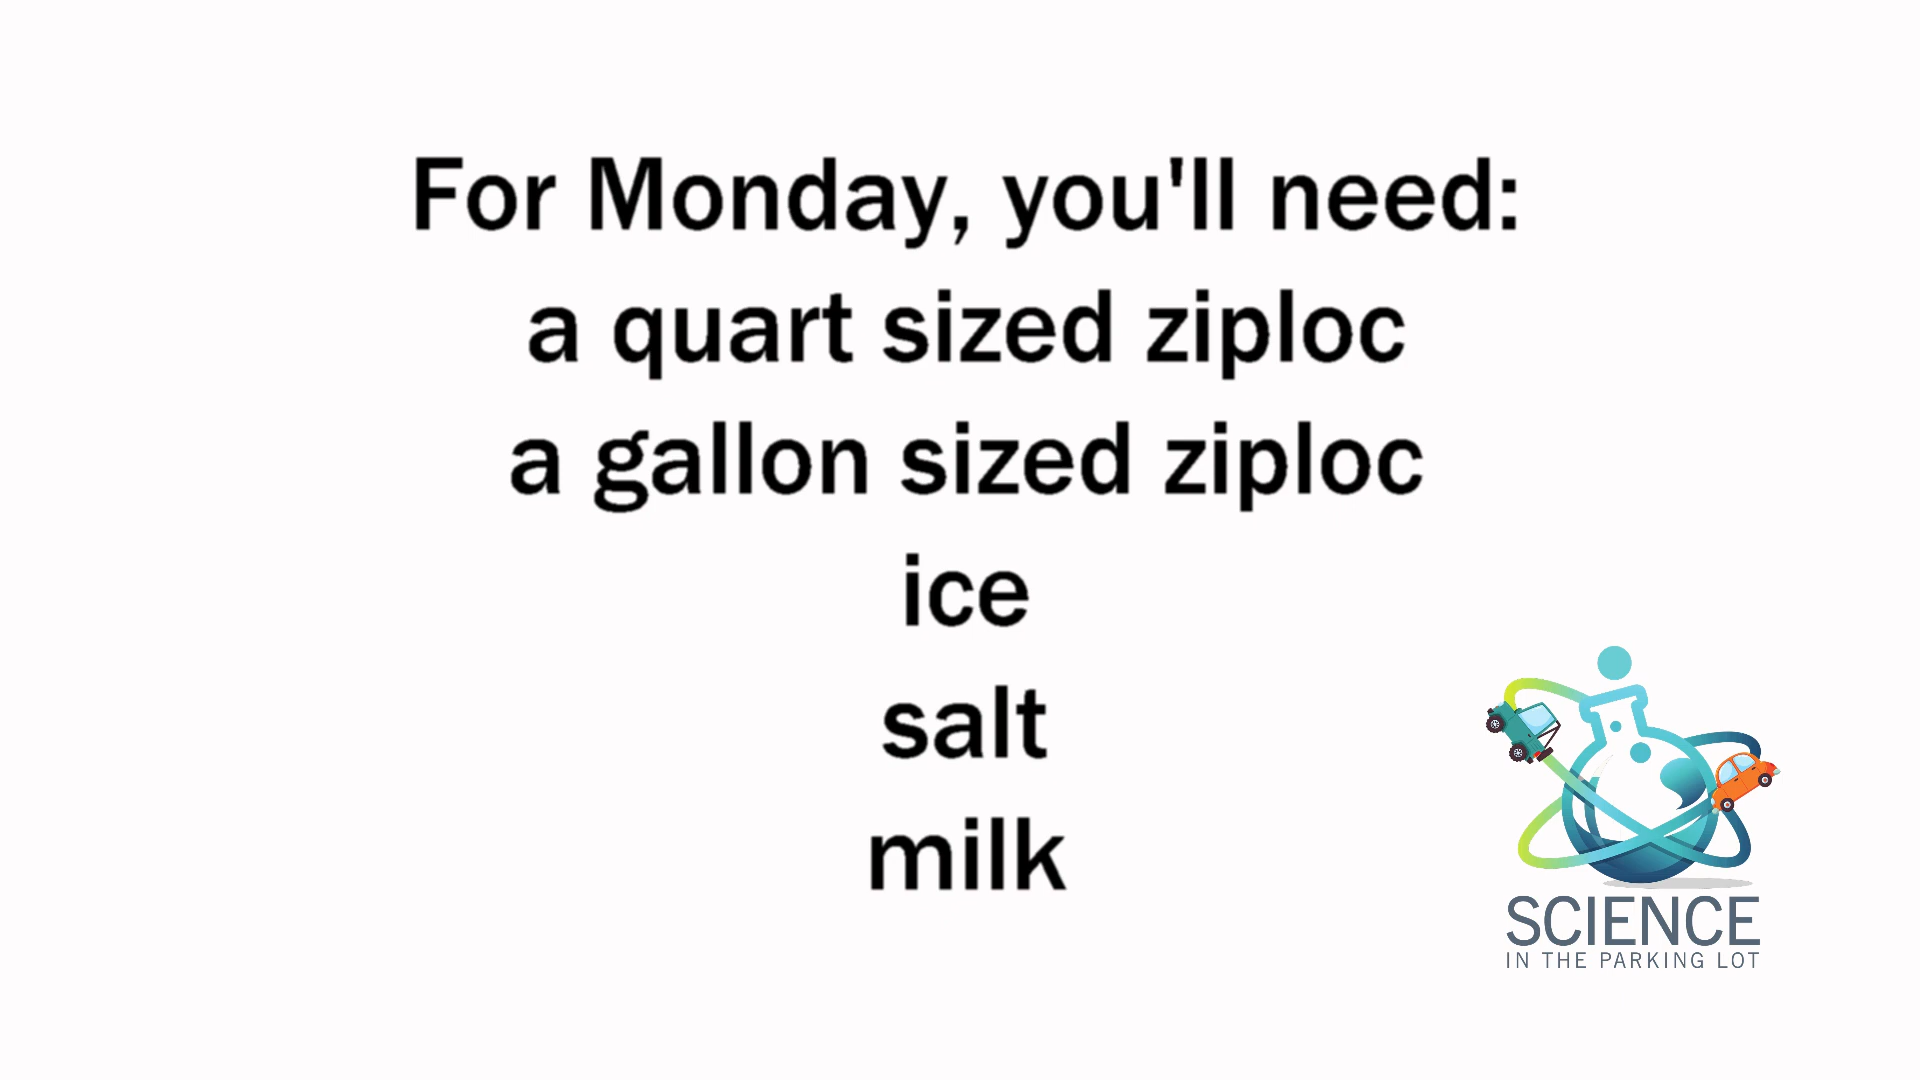 For Monday, you'll need:
a quart sized ziploc
a gallon sized ziploc
ice
salt
milk
SCIENCE
IN THE PARKING LOT